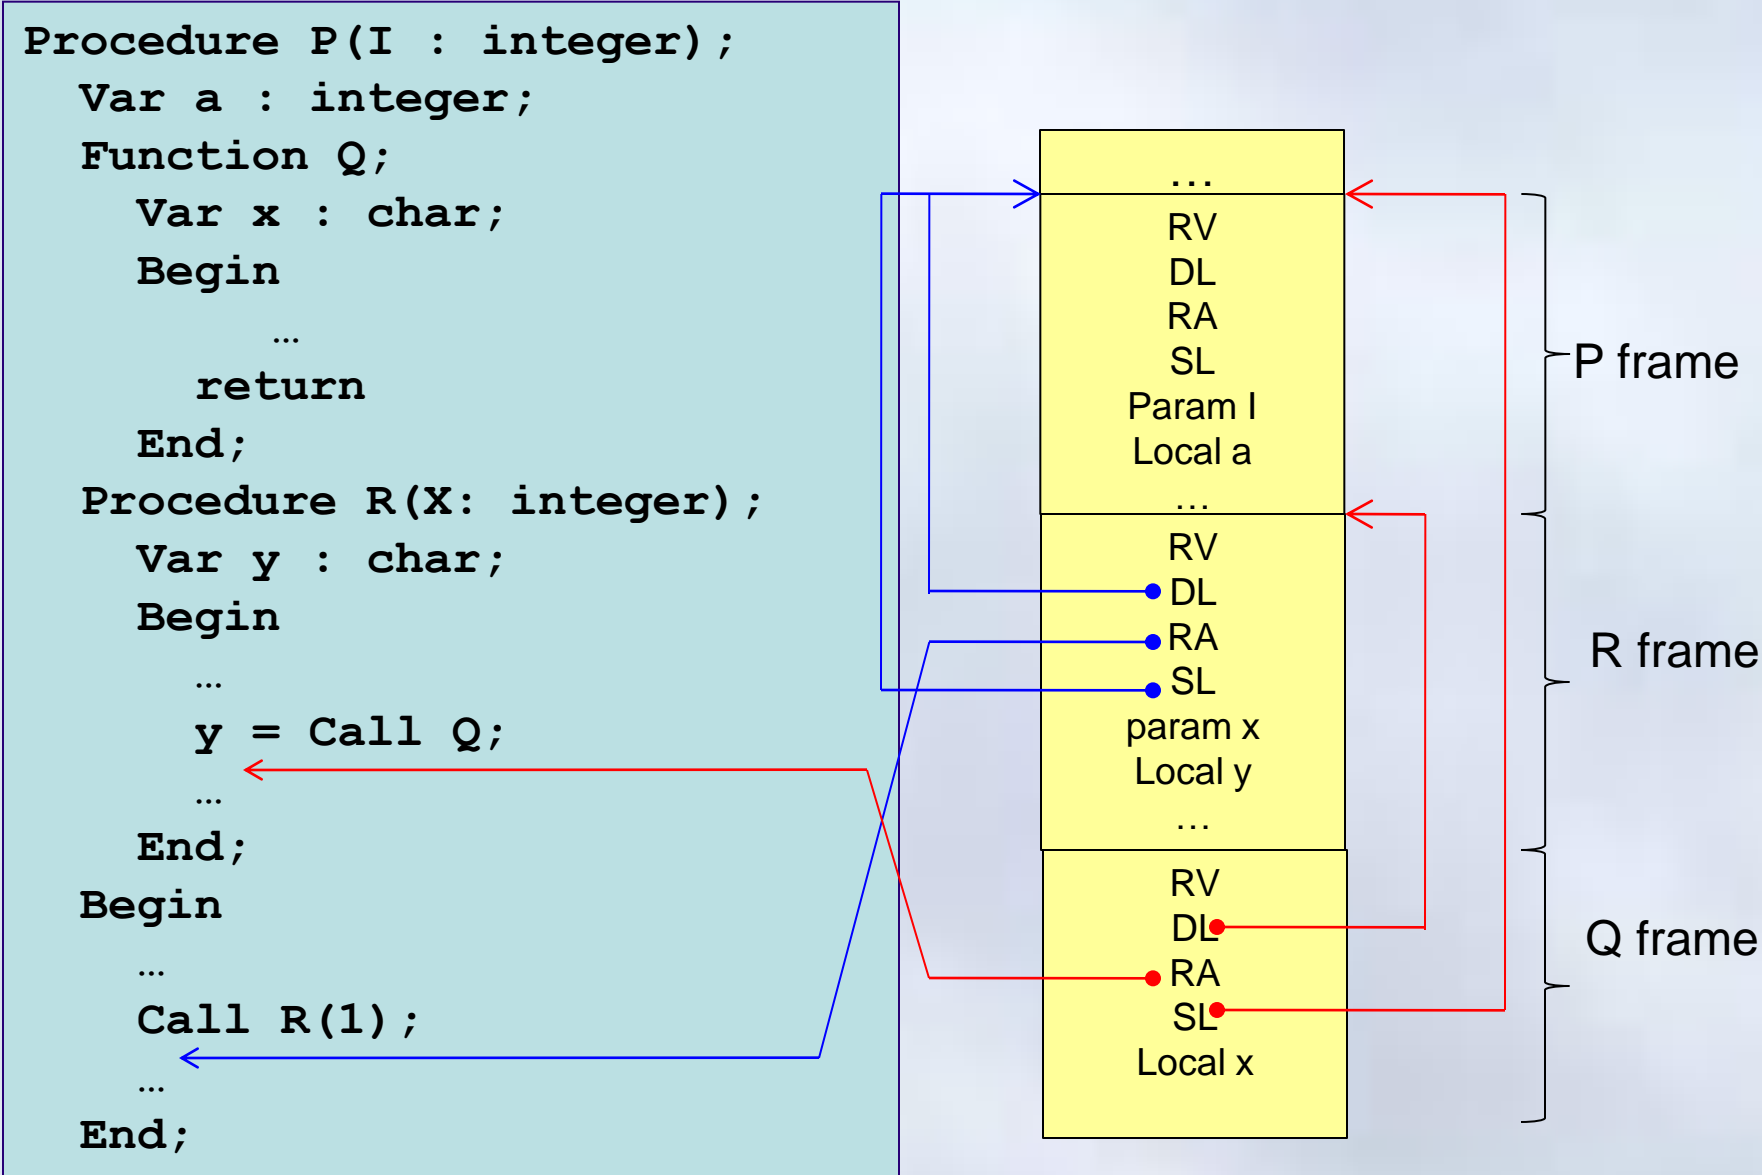 Procedure P(I : integer);
Var a : integer;
Function Q;
Var x : char;
Begin
…
return
End;
Procedure R(X: integer);
Var y : char;
Begin
…
y = Call Q;
…
End;
Begin
…
Call R(1);
…
End;
…
RV
DL
RA
SL
Param I
Local a
…
RV
DL
RA
SL
param x
Local y
…
RV
DL
RA
SL
Local x
P frame
R frame
Q frame